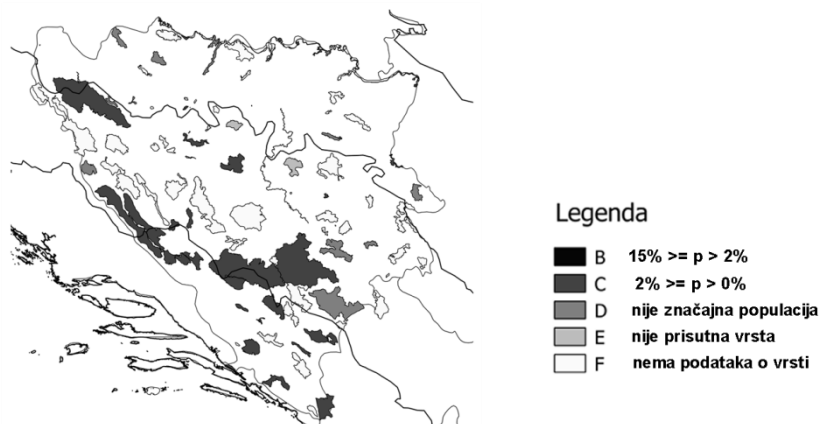 Legenda
B 15% >= p > 2%
C 2% >= p > 0%
D nije značajna populacija
E nije prisutna vrsta
F nema podataka o vrsti